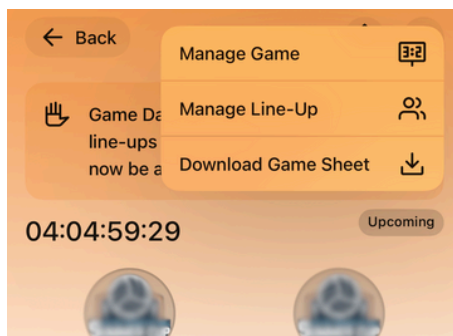 Back
Manage Game
3:2
Manage Line-Up
Download Game Sheet
Game Da
line-ups
now be a
04:04:59:29
Upcoming